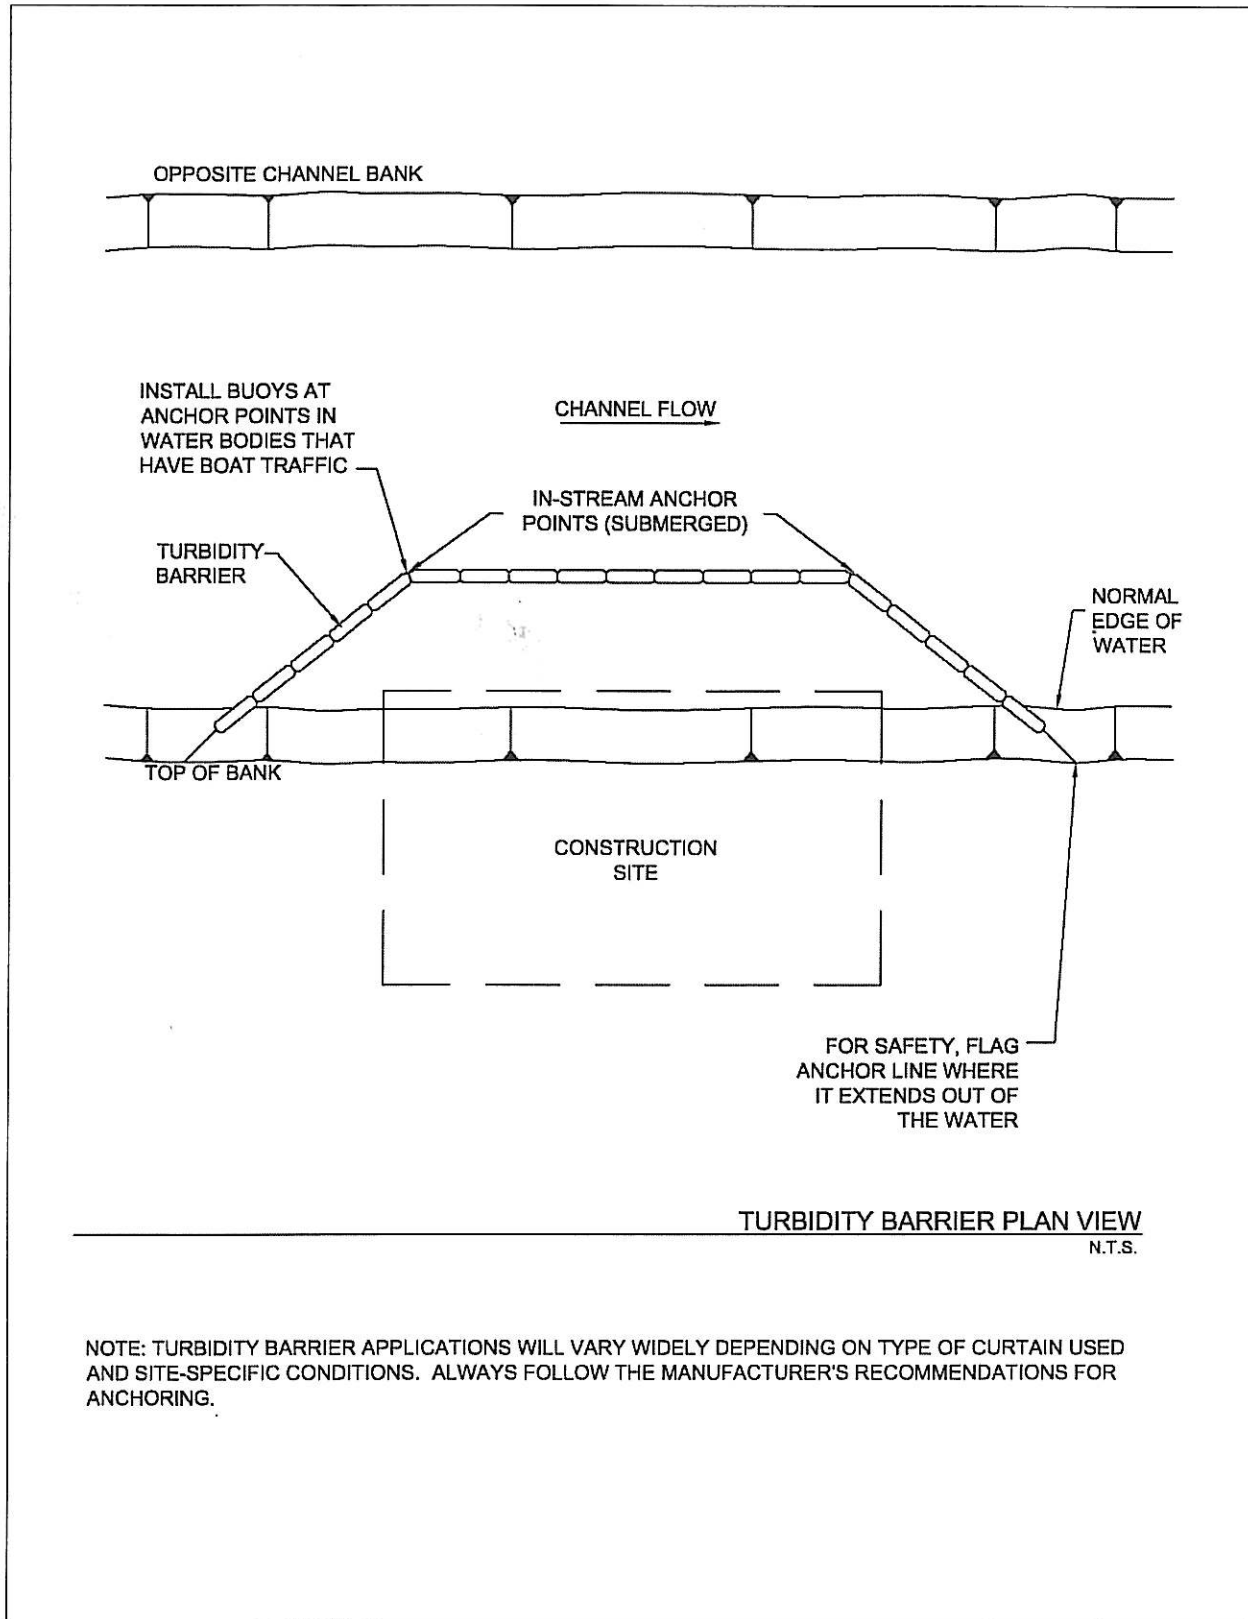 OPPOSITE CHANNEL BANK
INSTALL BUOYS AT
ANCHOR POINTS IN
WATER BODIES THAT
HAVE BOAT TRAFFIC
CHANNEL FLOW
IN-STREAM ANCHOR
POINTS (SUBMERGED)
TURBIDITY
BARRIER
NORMAL
EDGE OF
WATER
TOP OF BANK
CONSTRUCTION
SITE
FOR SAFETY, FLAG
ANCHOR LINE WHERE
IT EXTENDS OUT OF
THE WATER
TURBIDITY BARRIER PLAN VIEW
N.T.S.
NOTE: TURBIDITY BARRIER APPLICATIONS WILL VARY WIDELY DEPENDING ON TYPE OF CURTAIN USED
AND SITE-SPECIFIC CONDITIONS. ALWAYS FOLLOW THE MANUFACTURER'S RECOMMENDATIONS FOR
ANCHORING.